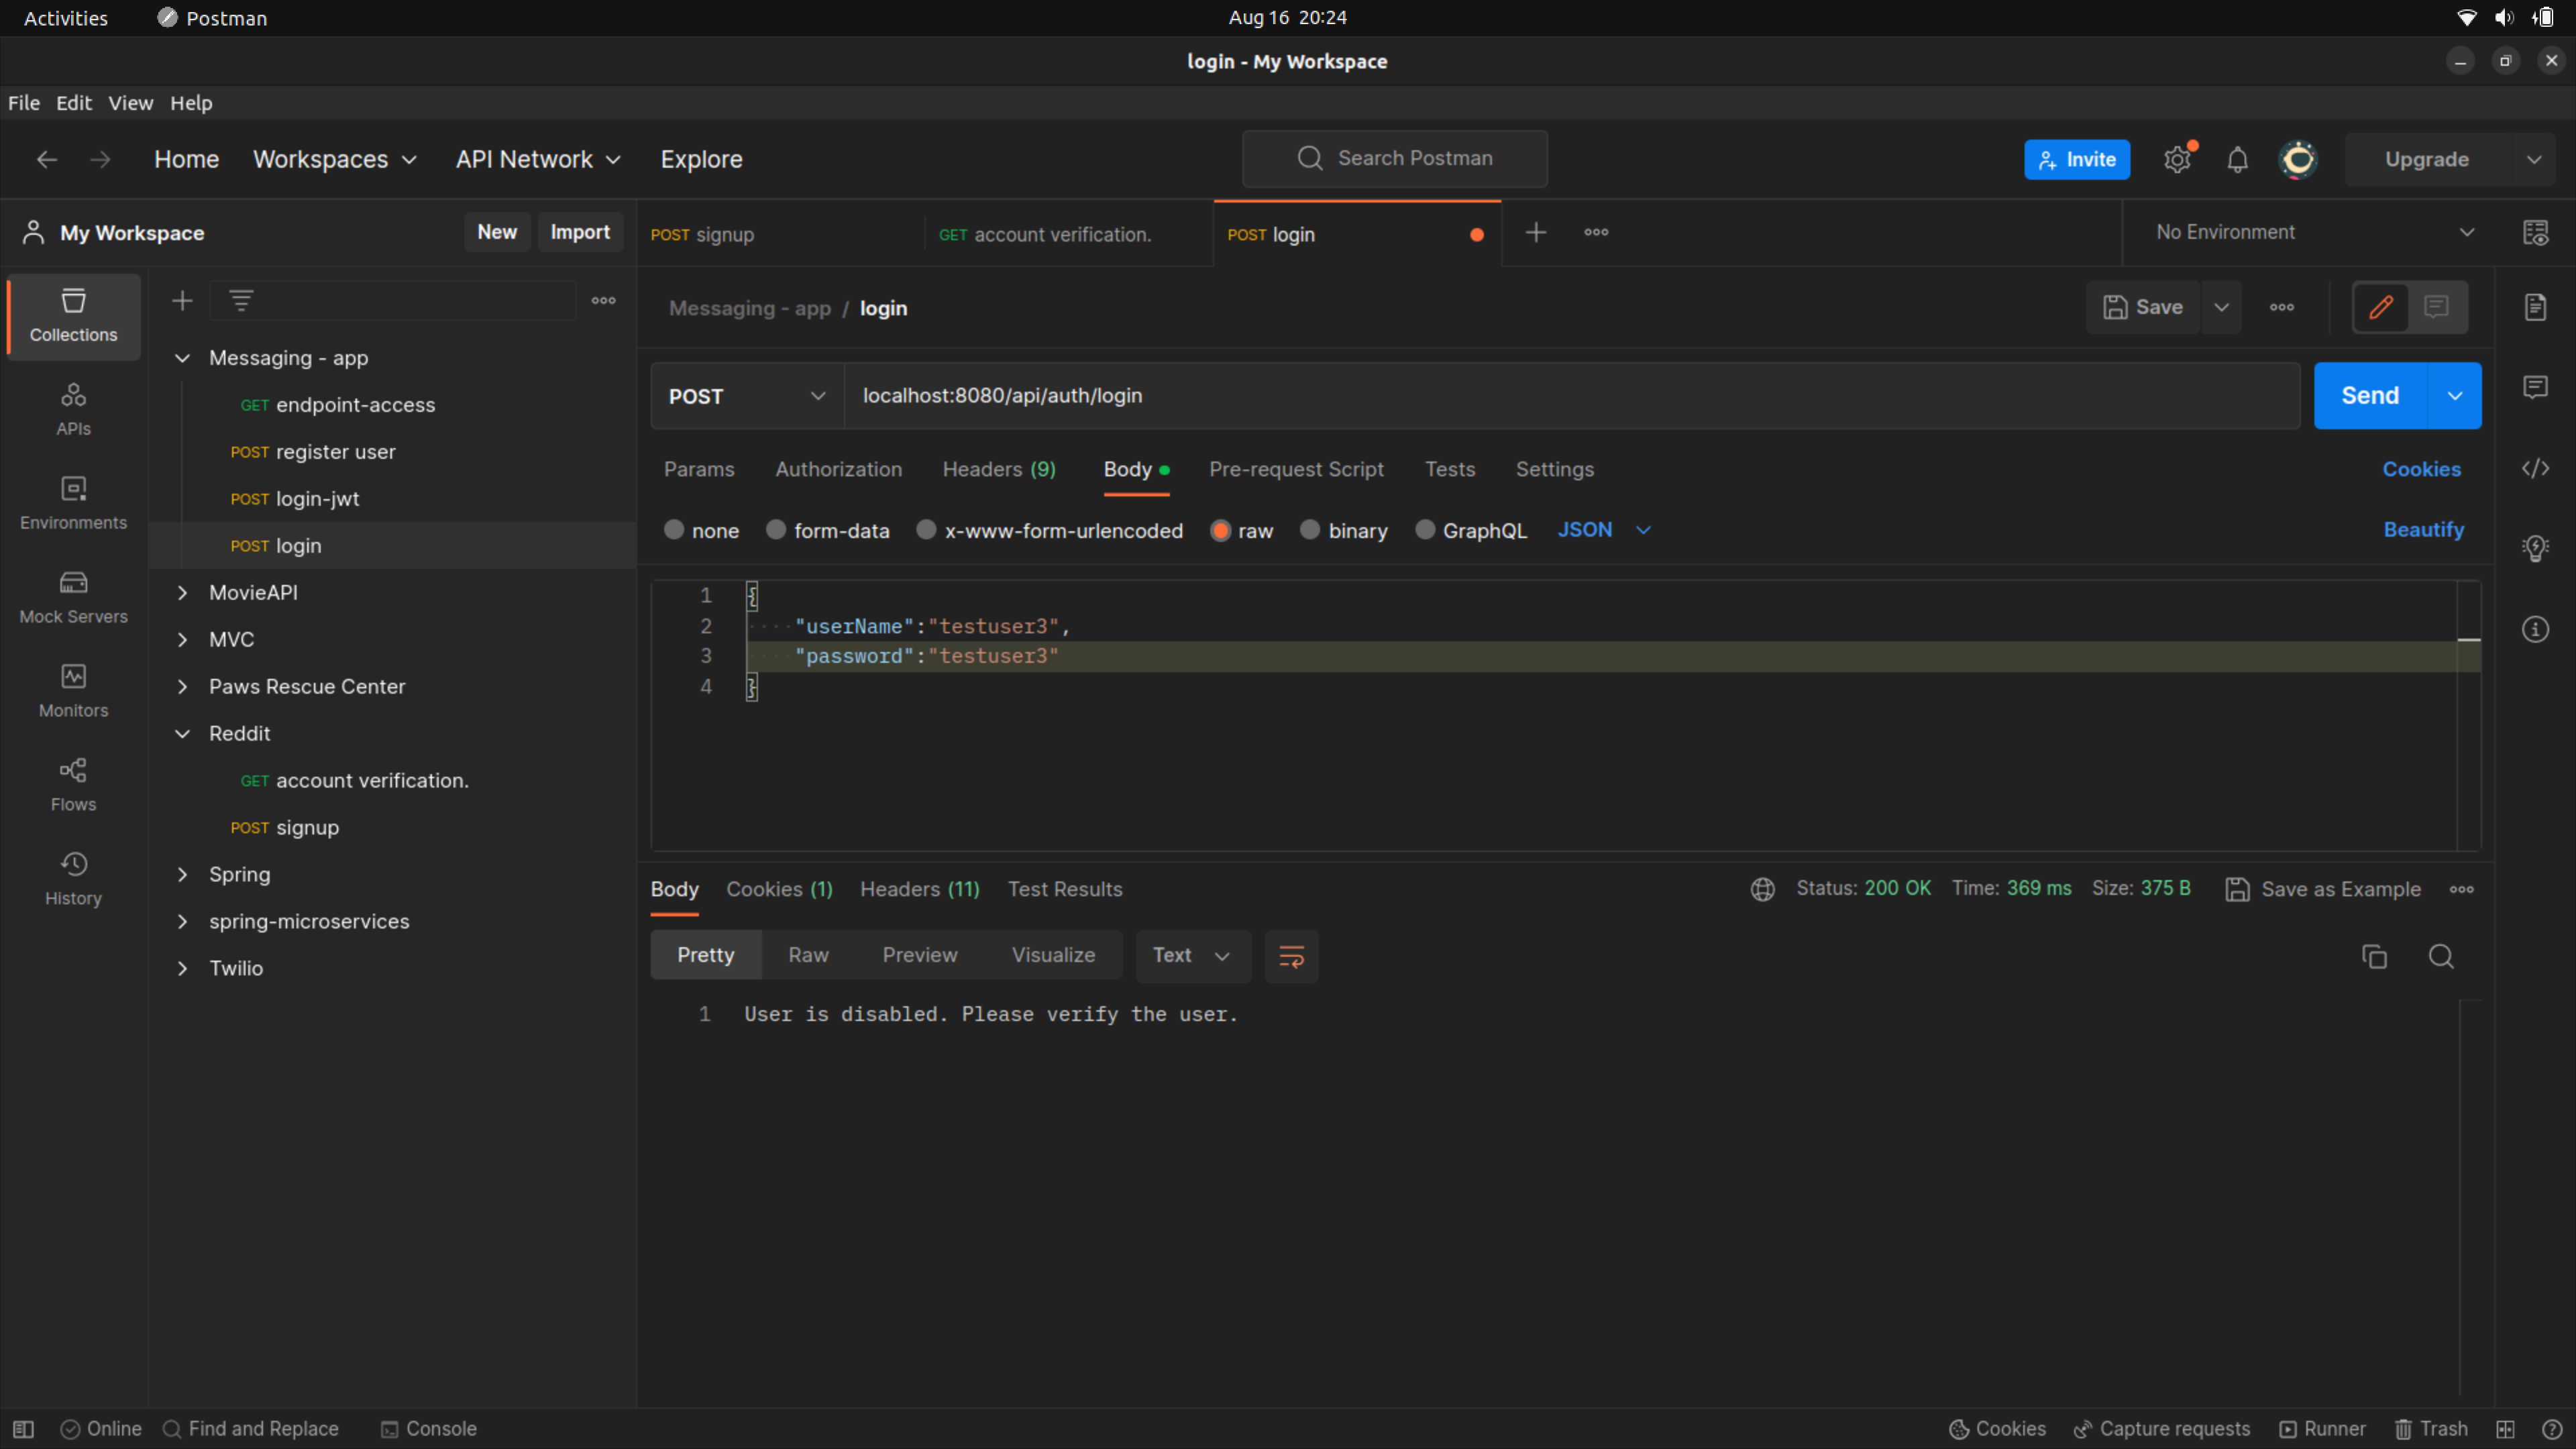 Activities Postman Aug 16 20:24
login - My Workspace
File Edit View Help
Home Workspaces API Network Explore Search Postman Invite Upgrade
My Workspace New Import
POST signup GET account verification. POST login No Environment
Collections
APIs
Environments
Mock Servers
Monitors
Flows
History
Messaging - app
GET endpoint-access
POST register user
POST login-jwt
POST login
MovieAPI
MVC
Paws Rescue Center
Reddit
GET account verification.
POST signup
Spring
spring-microservices
Twilio
Messaging - app / login Save
POST localhost:8080/api/auth/login Send
Params Authorization Headers (9) Body Pre-request Script Tests Settings Cookies
none form-data x-www-form-urlencoded raw binary GraphQL JSON Beautify
1 {
2 "userName":"testuser3",
3 "password":"testuser3"
4 }
Body Cookies (1) Headers (11) Test Results Status: 200 OK Time: 369 ms Size: 375 B Save as Example
Pretty Raw Preview Visualize Text
1 User is disabled. Please verify the user.
Online Find and Replace Console Cookies Capture requests Runner Trash